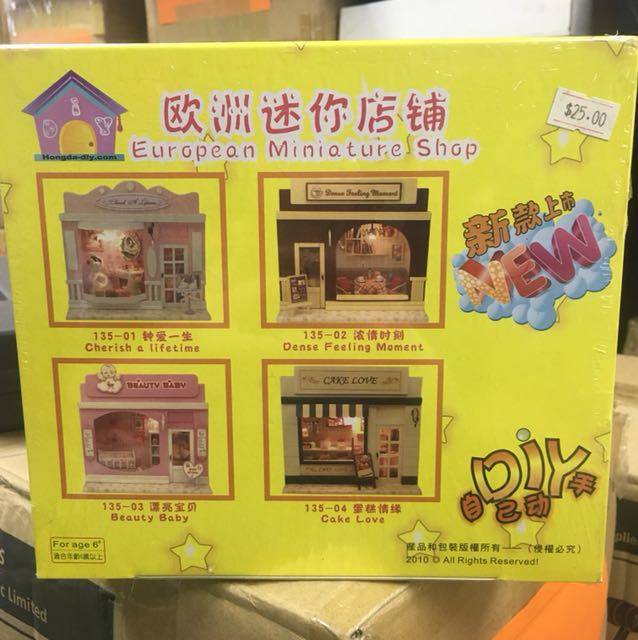 欧洲迷你店铺
European Miniature Shop
Hongda-diy.com
$25.00
新款上市
NEW
Dense Feeling Moment
135-01 钟爱一生
Cherish a lifetime
135-02 浓情时刻
Dense Feeling Moment
BEAUTY BABY
CAKE LOVE
135-03 漂亮宝贝
Beauty Baby
135-04 蛋糕情缘
Cake Love
DIY
自己动手
For age 6+
適合年齡6歲以上
產品和包裝版權所有——（侵權必究）
2010 © All Rights Reserved!
Limited